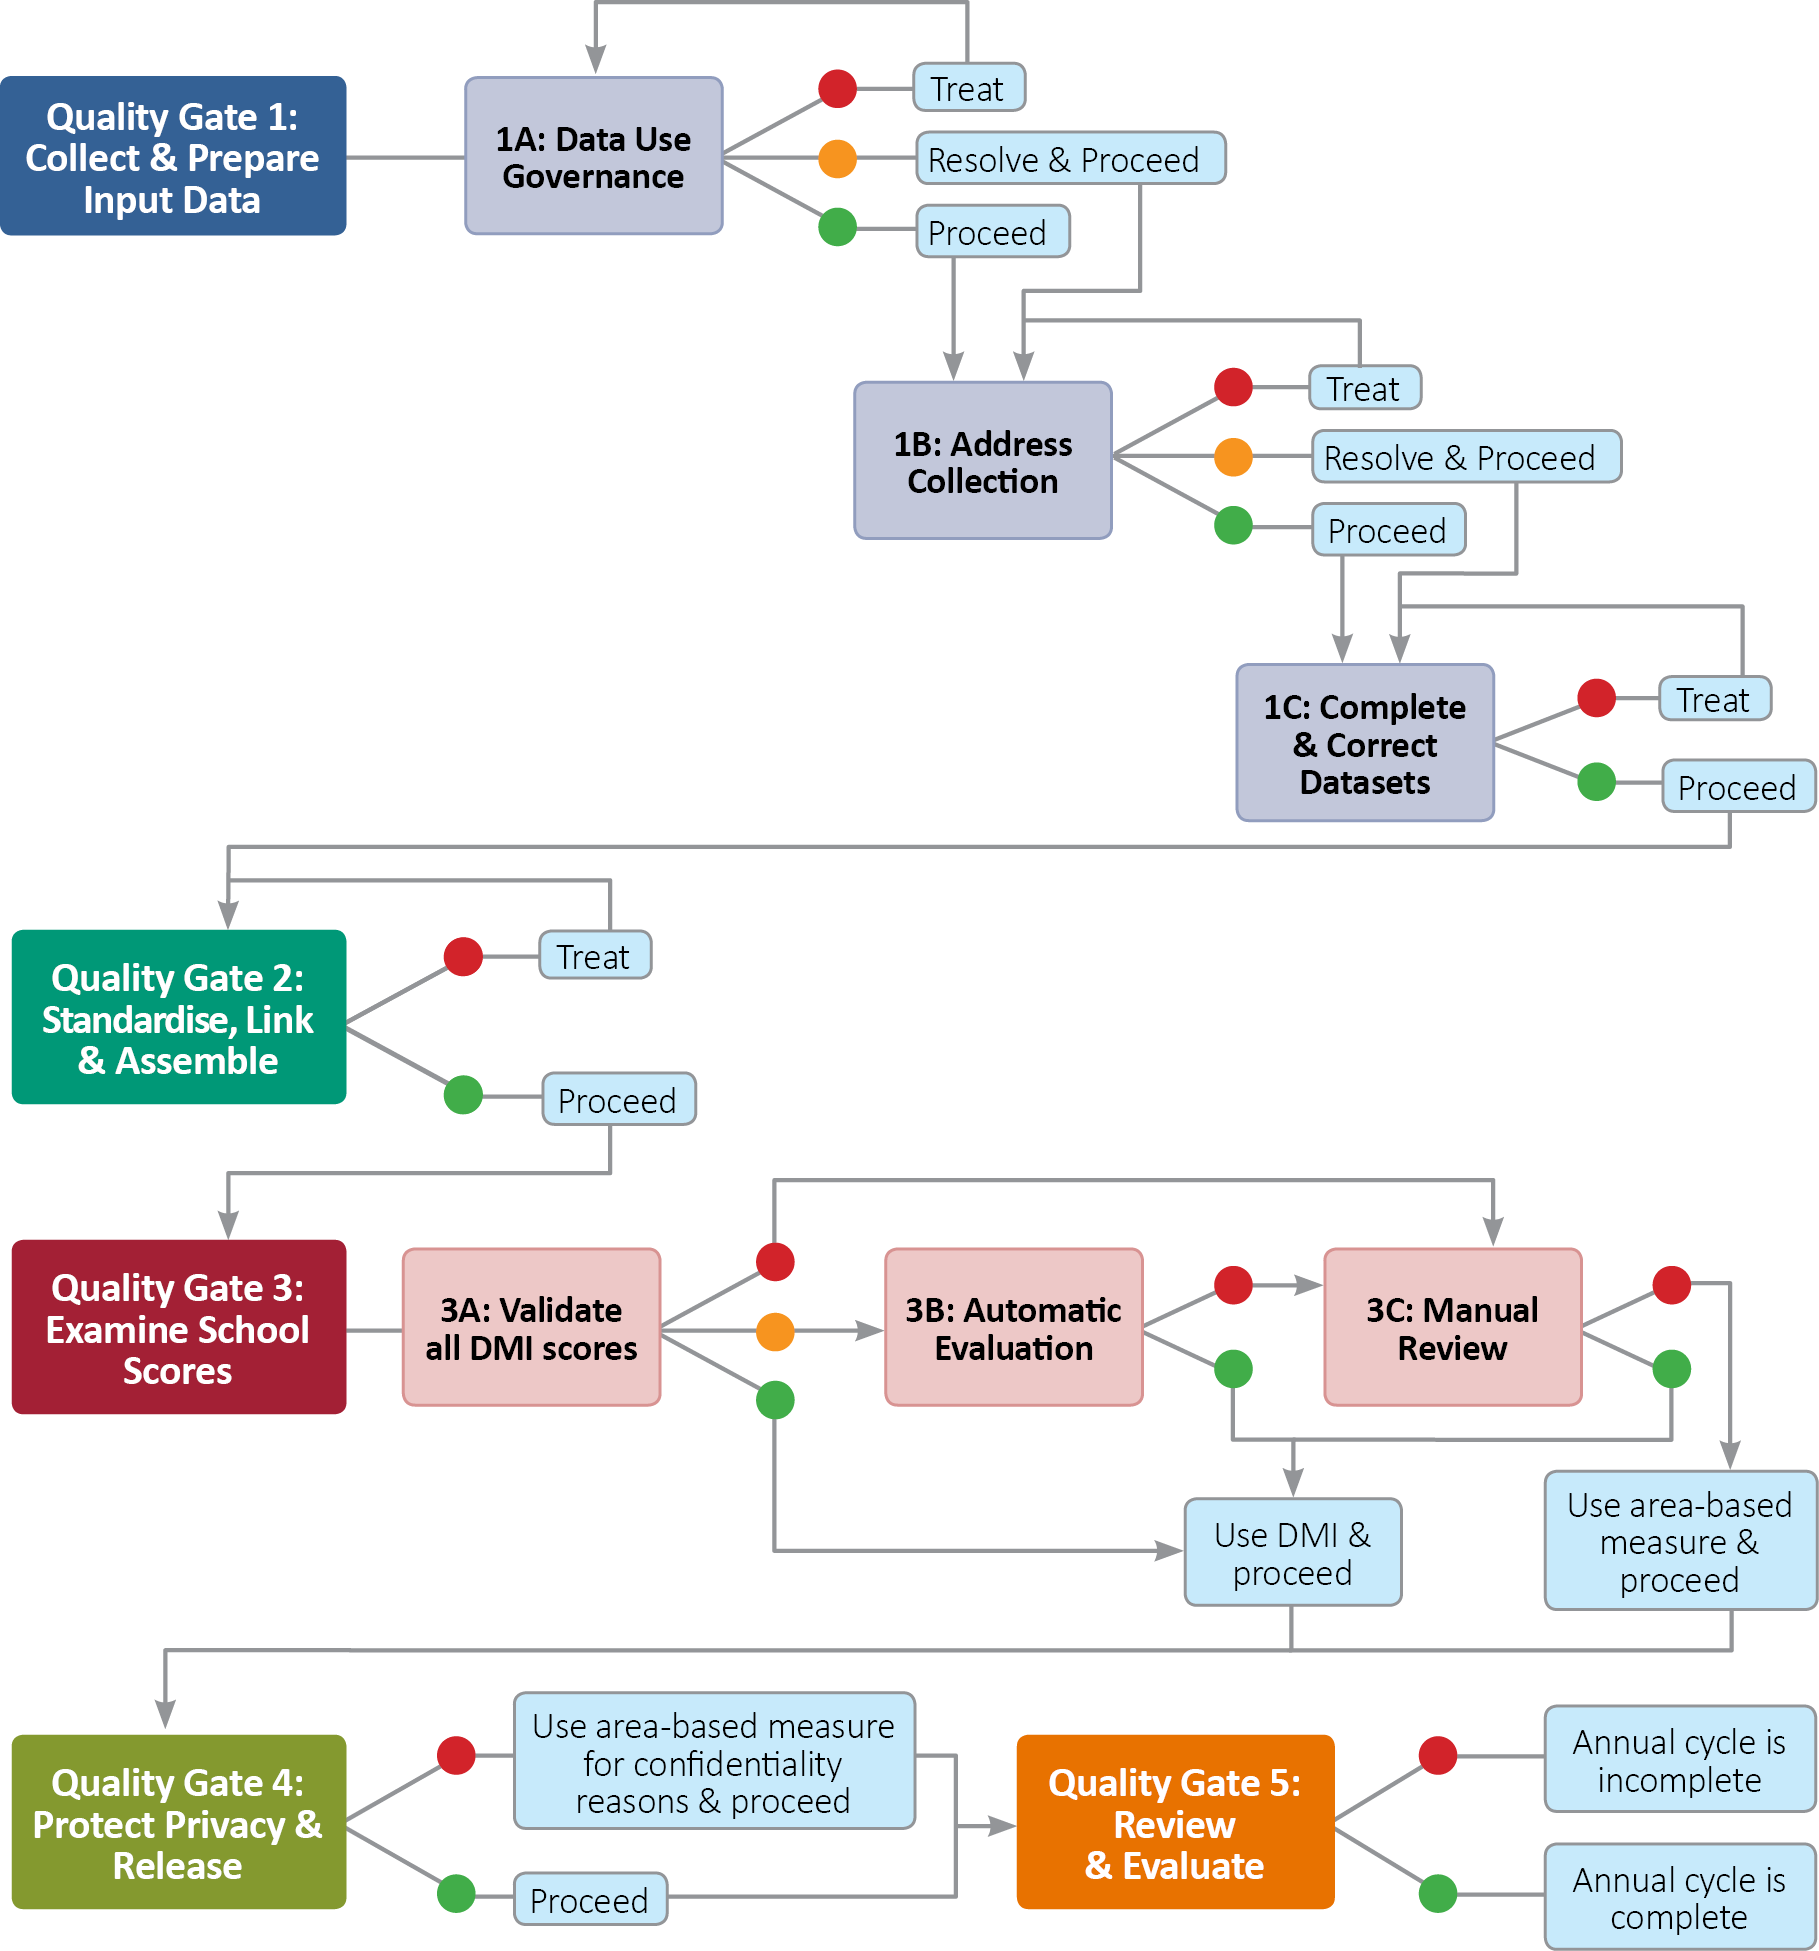 Quality Gate 1:
Collect & Prepare
Input Data
1A: Data Use
Governance
Treat
Resolve & Proceed
Proceed
1B: Address
Collection
Treat
Resolve & Proceed
Proceed
1C: Complete
& Correct
Datasets
Treat
Proceed
Quality Gate 2:
Standardise, Link
& Assemble
Treat
Proceed
Quality Gate 3:
Examine School
Scores
3A: Validate
all DMI scores
3B: Automatic
Evaluation
3C: Manual
Review
Use DMI &
proceed
Use area-based
measure &
proceed
Quality Gate 4:
Protect Privacy &
Release
Use area-based measure
for confidentiality
reasons & proceed
Proceed
Quality Gate 5:
Review
& Evaluate
Annual cycle is
incomplete
Annual cycle is
complete